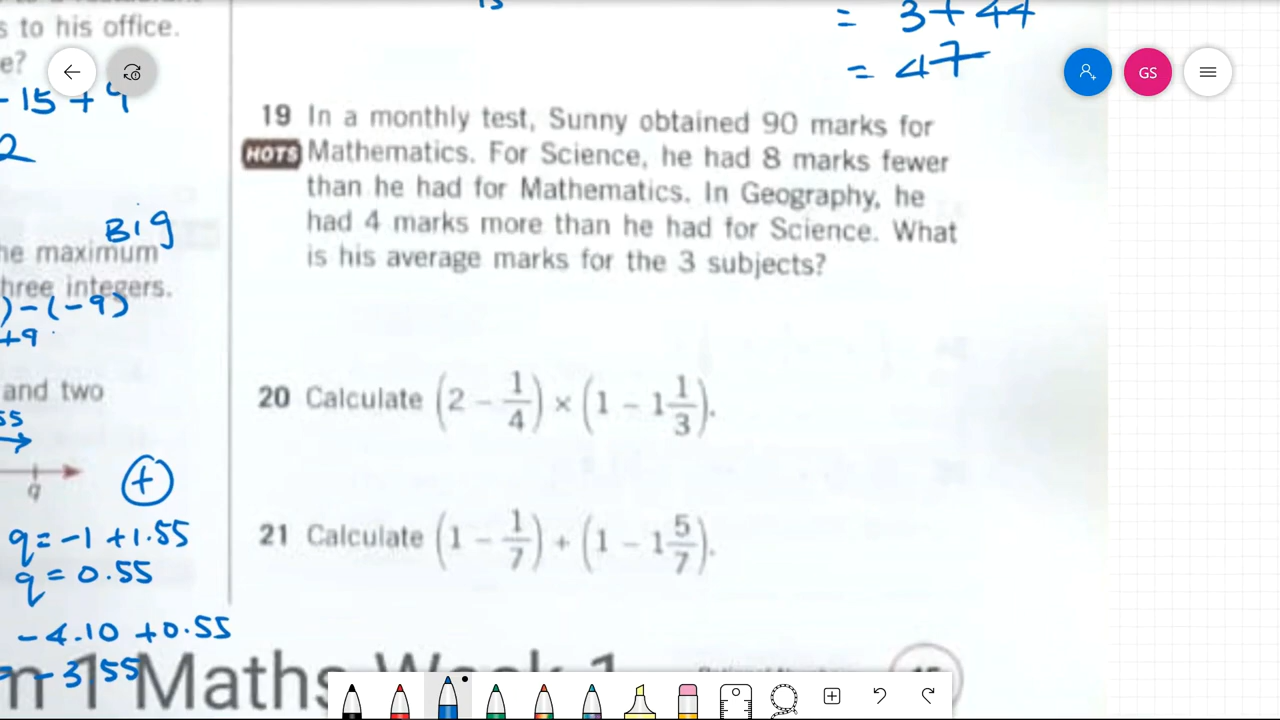 s to his office.
e?
- 15 + 9
2
BIG
he maximum
hree integers.
) - (-9)
+9
and two
55
q
+
q = -1 + 1.55
q = 0.55
-4.10 + 0.55
-3.55
= 3 + 44
= 47
GS
19 In a monthly test, Sunny obtained 90 marks for
HOTS Mathematics. For Science, he had 8 marks fewer
than he had for Mathematics. In Geography, he
had 4 marks more than he had for Science. What
is his average marks for the 3 subjects?
20 Calculate (2 - 1/4) × (1 - 1 1/3).
21 Calculate (1 - 1/7) + (1 - 1 5/7).
m 1 Maths Week 1